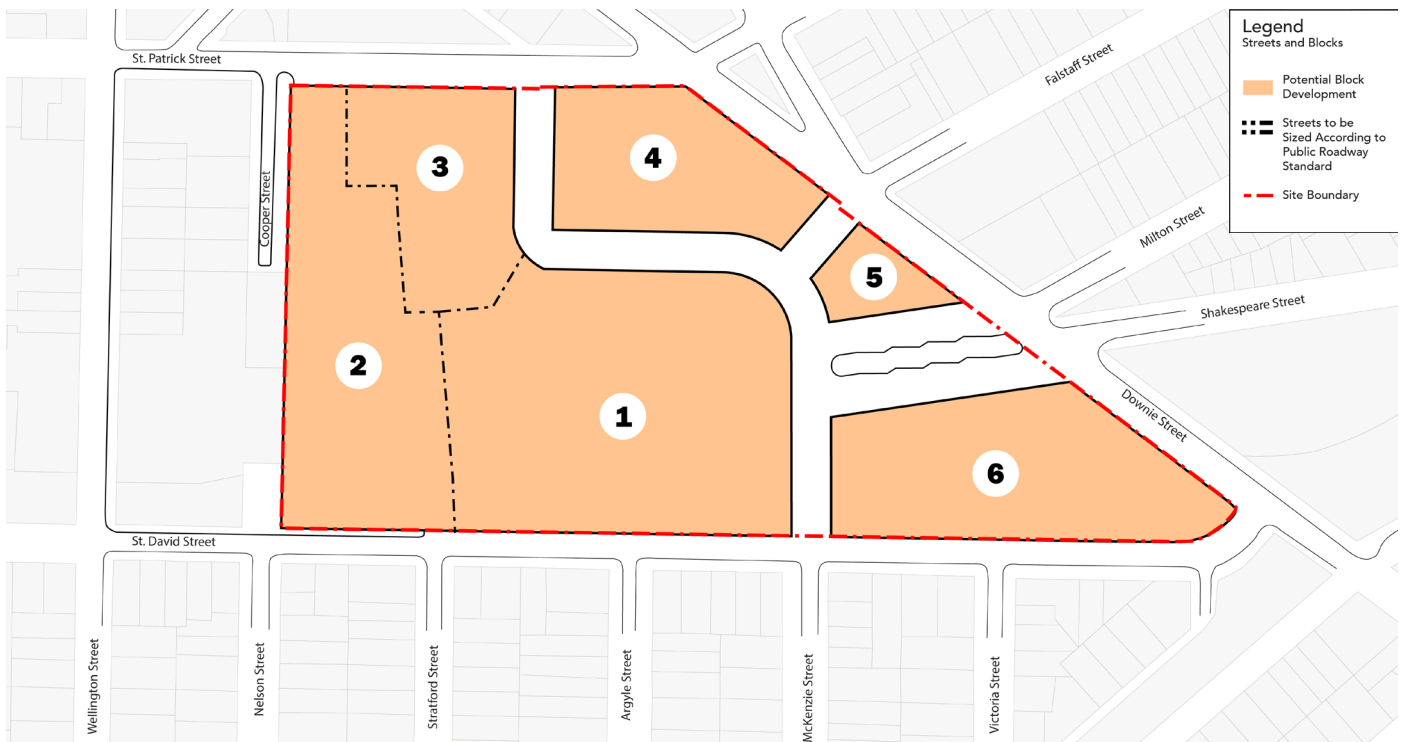 Legend
Streets and Blocks
Potential Block
Development
Streets to be
Sized According to
Public Roadway
Standard
Site Boundary
St. Patrick Street
Falstaff Street
Cooper Street
3
4
Milton Street
5
Shakespeare Street
2
1
Downie Street
6
St. David Street
Wellington Street
Nelson Street
Stratford Street
Argyle Street
McKenzie Street
Victoria Street